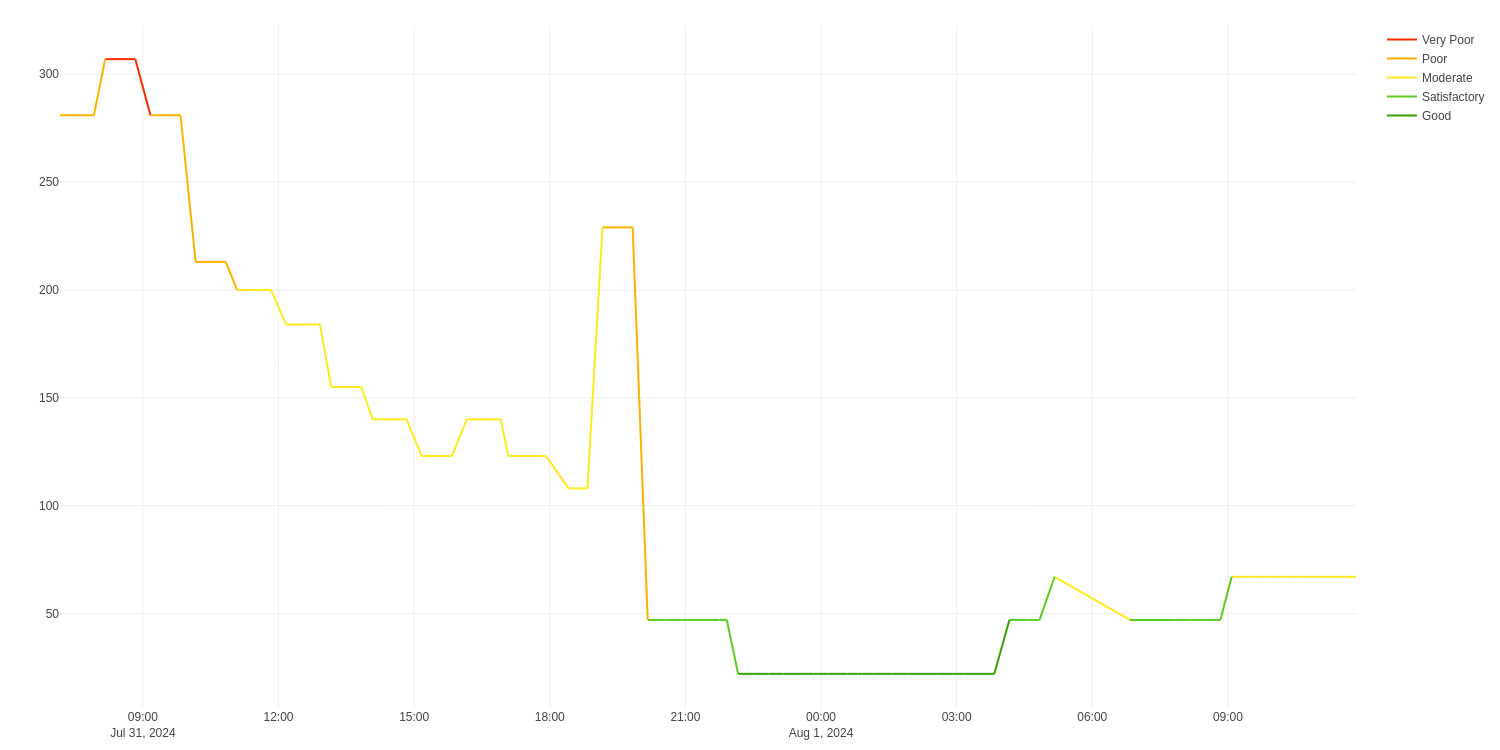 300
250
200
150
100
50
09:00
Jul 31, 2024
12:00
15:00
18:00
21:00
00:00
Aug 1, 2024
03:00
06:00
09:00
Very Poor
Poor
Moderate
Satisfactory
Good